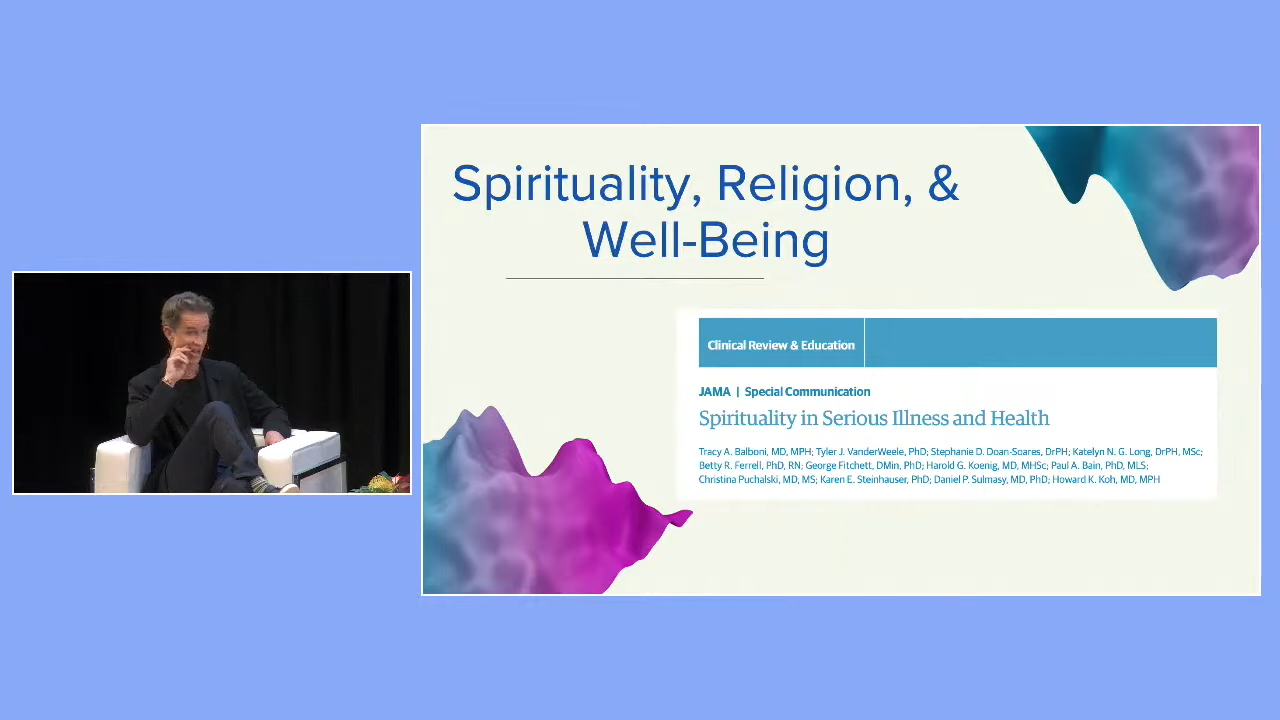 Spirituality, Religion, &
Well-Being
Clinical Review & Education
JAMA | Special Communication
Spirituality in Serious Illness and Health
Tracy A. Balboni, MD, MPH; Tyler J. VanderWeele, PhD; Stephanie D. Doan-Soares, DrPH; Katelyn N. G. Long, DrPH, MSc;
Betty R. Ferrell, PhD, RN; George Fitchett, DMin, PhD; Harold G. Koenig, MD, MHSc; Paul A. Bain, PhD, MLS;
Christina Puchalski, MD, MS; Karen E. Steinhauser, PhD; Daniel P. Sulmasy, MD, PhD; Howard K. Koh, MD, MPH